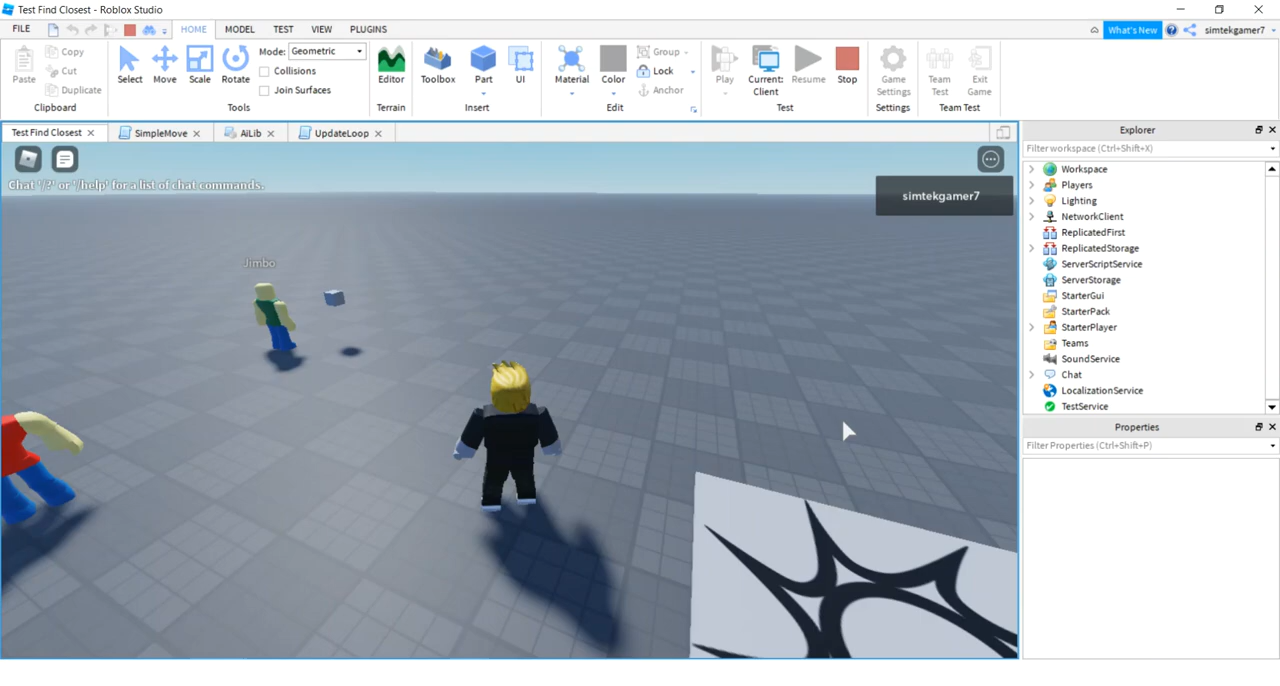 Test Find Closest - Roblox Studio
FILE HOME MODEL TEST VIEW PLUGINS What's New simtekgamer7
Paste Copy Cut Duplicate Select Move Scale Rotate Mode: Geometric Collisions Join Surfaces Editor Toolbox Part UI Material Color Group Lock Anchor Play Current: Client Resume Stop Game Settings Team Test Exit Game
Clipboard Tools Terrain Insert Edit Test Settings Team Test
Test Find Closest SimpleMove AiLib UpdateLoop
Chat '/?' or '/help' for a list of chat commands.
simtekgamer7
Jimbo
Explorer
Filter workspace (Ctrl+Shift+X)
Workspace
Players
Lighting
NetworkClient
ReplicatedFirst
ReplicatedStorage
ServerScriptService
ServerStorage
StarterGui
StarterPack
StarterPlayer
Teams
SoundService
Chat
LocalizationService
TestService
Properties
Filter Properties (Ctrl+Shift+P)